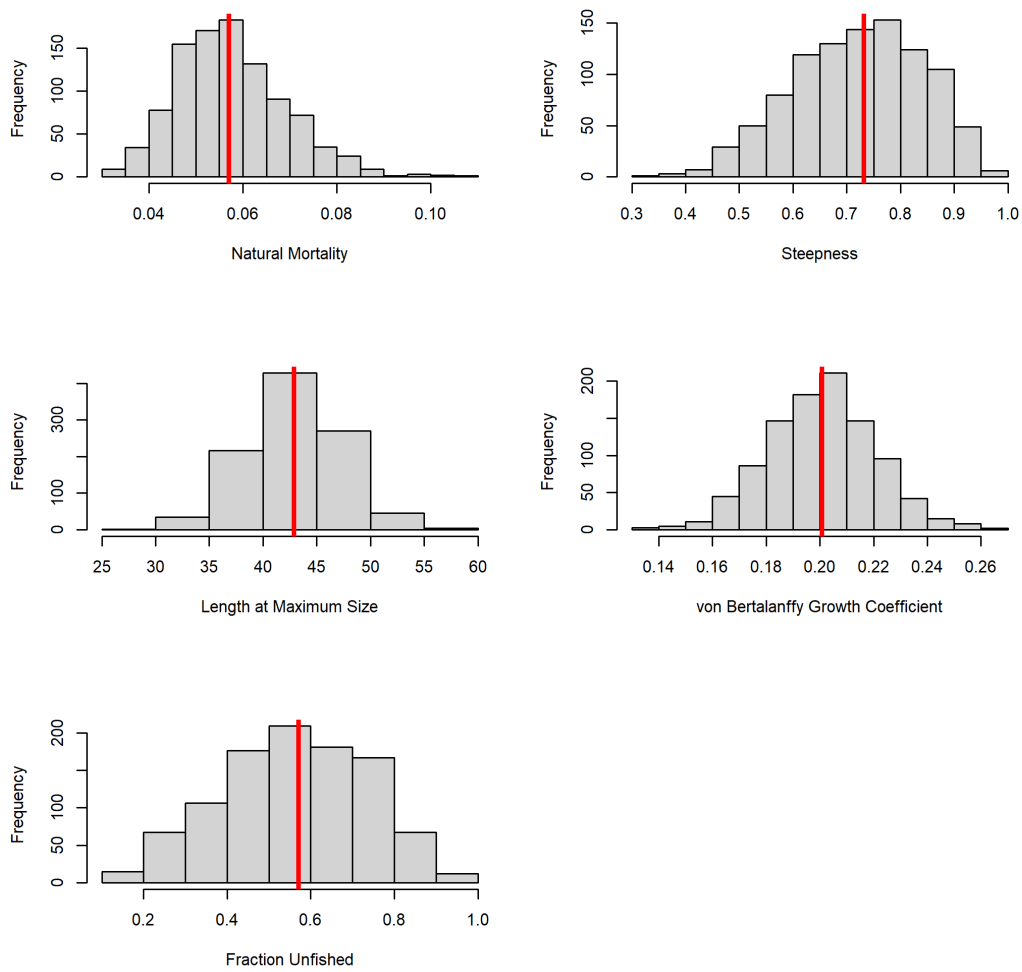 Frequency
0 50 100 150
0.04 0.06 0.08 0.10
Natural Mortality
Frequency
0 50 100 150
0.3 0.4 0.5 0.6 0.7 0.8 0.9 1.0
Steepness
Frequency
0 100 300
25 30 35 40 45 50 55 60
Length at Maximum Size
Frequency
0 50 100 200
0.14 0.16 0.18 0.20 0.22 0.24 0.26
von Bertalanffy Growth Coefficient
Frequency
0 50 100 200
0.2 0.4 0.6 0.8 1.0
Fraction Unfished